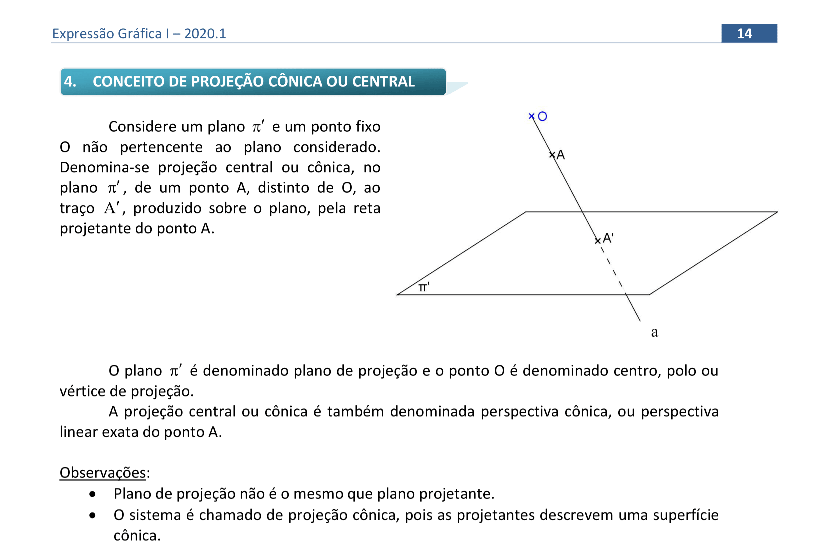 Expressão Gráfica I – 2020.1
14
4. CONCEITO DE PROJEÇÃO CÔNICA OU CENTRAL
Considere um plano π′ e um ponto fixo
O não pertencente ao plano considerado.
Denomina-se projeção central ou cônica, no
plano π′, de um ponto A, distinto de O, ao
traço A′, produzido sobre o plano, pela reta
projetante do ponto A.
O
A
A'
π'
a
O plano π′ é denominado plano de projeção e o ponto O é denominado centro, polo ou
vértice de projeção.
A projeção central ou cônica é também denominada perspectiva cônica, ou perspectiva
linear exata do ponto A.
Observações:
• Plano de projeção não é o mesmo que plano projetante.
• O sistema é chamado de projeção cônica, pois as projetantes descrevem uma superfície
cônica.